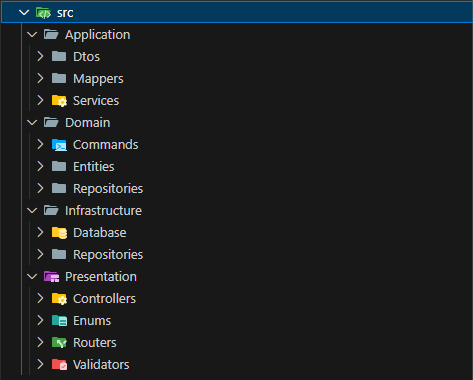 src
Application
Dtos
Mappers
Services
Domain
Commands
Entities
Repositories
Infrastructure
Database
Repositories
Presentation
Controllers
Enums
Routers
Validators